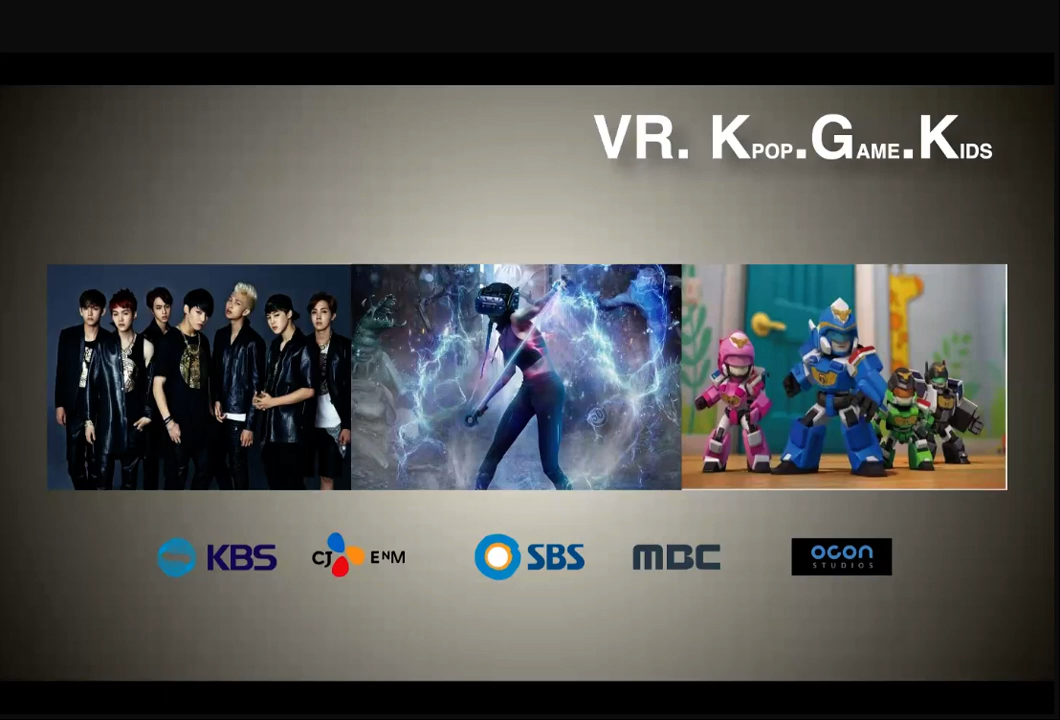 VR. KPOP.GAME.KIDS
KBS
CJ ENM
SBS
MBC
OCON
STUDIOS